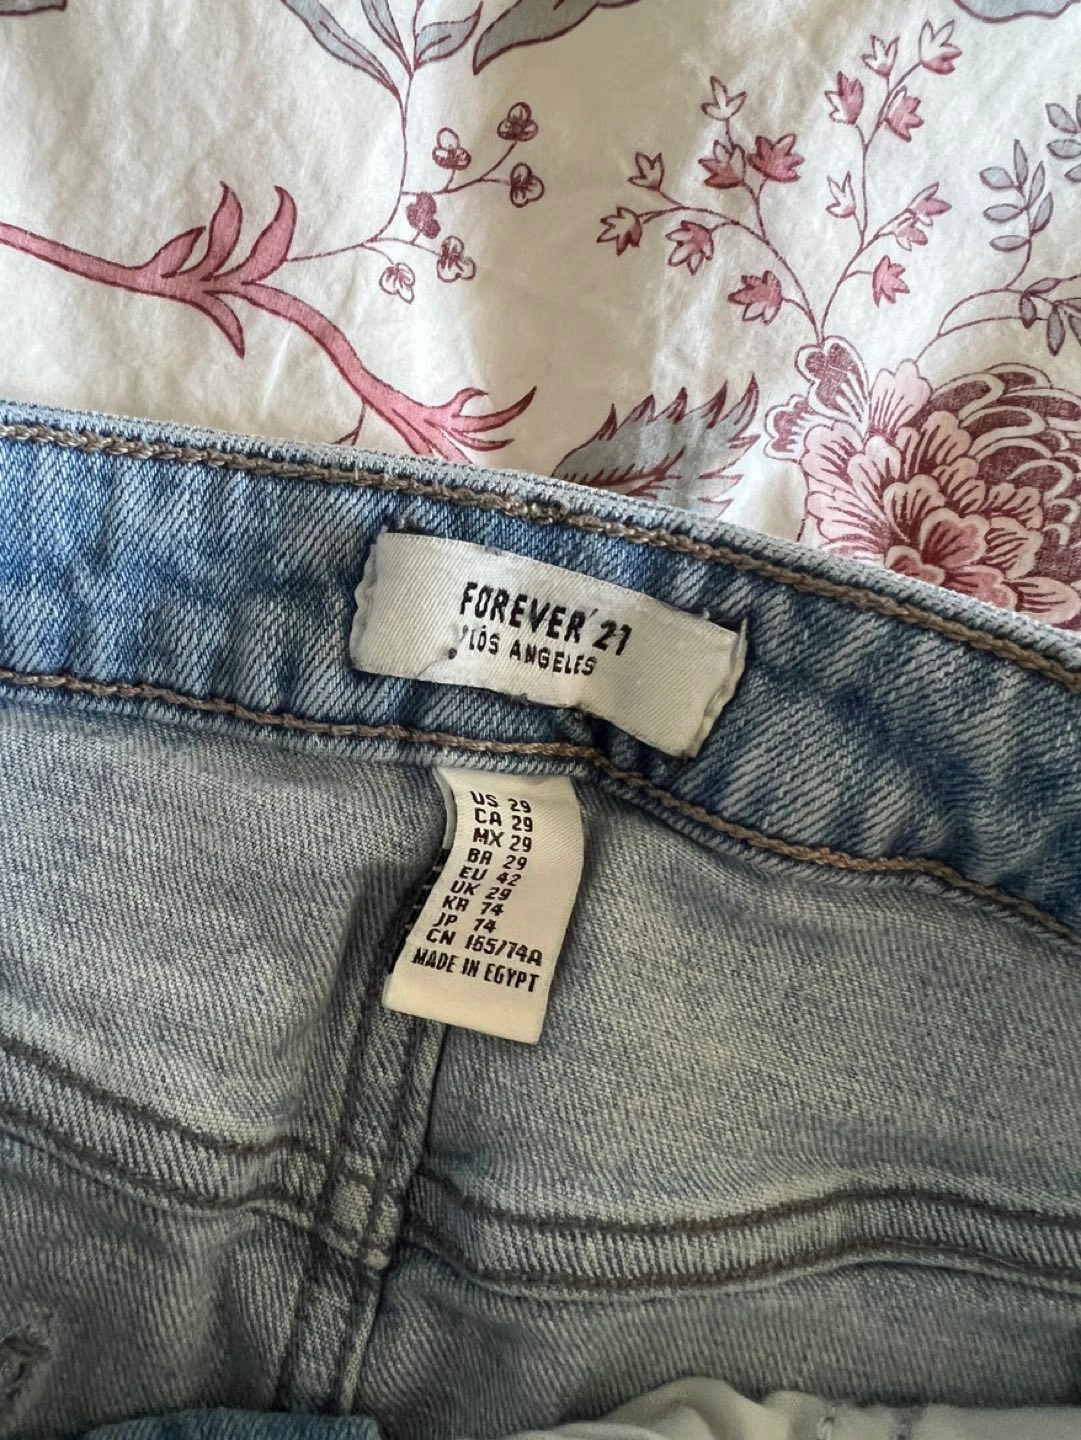 FOREVER 21
LOS ANGELES
US 29
CA 29
MX 29
BR 29
EU 42
UK 29
KR 74
JP 74
CN 165/74A
MADE IN EGYPT